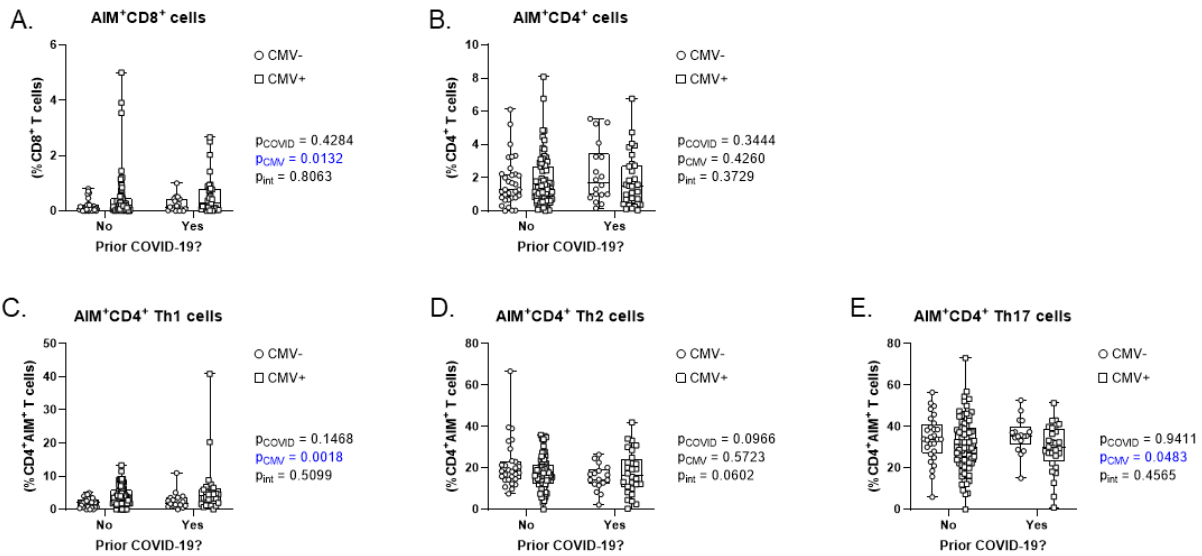 A.
AIM⁺CD8⁺ cells
(%CD8⁺ T cells)
6
4
2
0
No
Yes
Prior COVID-19?
CMV-
CMV+
pCOVID = 0.4284
pCMV = 0.0132
pint = 0.8063
B.
AIM⁺CD4⁺ cells
(%CD4⁺ T cells)
10
8
6
4
2
0
No
Yes
Prior COVID-19?
CMV-
CMV+
pCOVID = 0.3444
pCMV = 0.4260
pint = 0.3729
C.
AIM⁺CD4⁺ Th1 cells
(%CD4⁺AIM⁺ T cells)
50
40
30
20
10
0
No
Yes
Prior COVID-19?
CMV-
CMV+
pCOVID = 0.1468
pCMV = 0.0018
pint = 0.5099
D.
AIM⁺CD4⁺ Th2 cells
(%CD4⁺AIM⁺ T cells)
80
60
40
20
0
No
Yes
Prior COVID-19?
CMV-
CMV+
pCOVID = 0.0966
pCMV = 0.5723
pint = 0.0602
E.
AIM⁺CD4⁺ Th17 cells
(%CD4⁺AIM⁺ T cells)
80
60
40
20
0
No
Yes
Prior COVID-19?
CMV-
CMV+
pCOVID = 0.9411
pCMV = 0.0483
pint = 0.4565